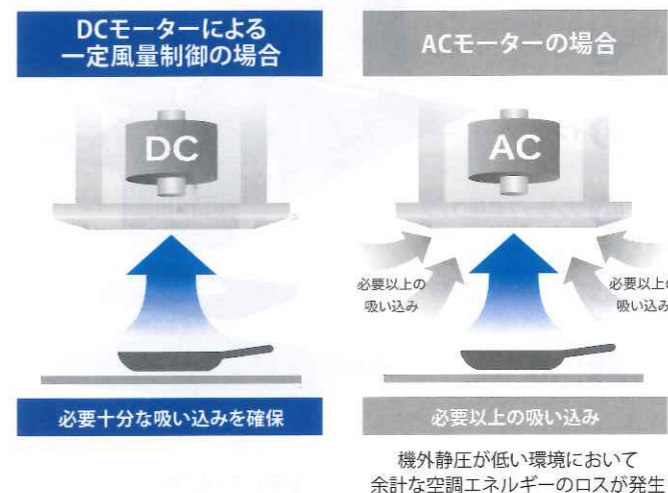 DCモーターによる
一定風量制御の場合
DC
必要十分な吸い込みを確保
ACモーターの場合
AC
必要以上の
吸い込み
必要以上の
吸い込み
必要以上の吸い込み
機外静圧が低い環境において
余計な空調エネルギーのロスが発生